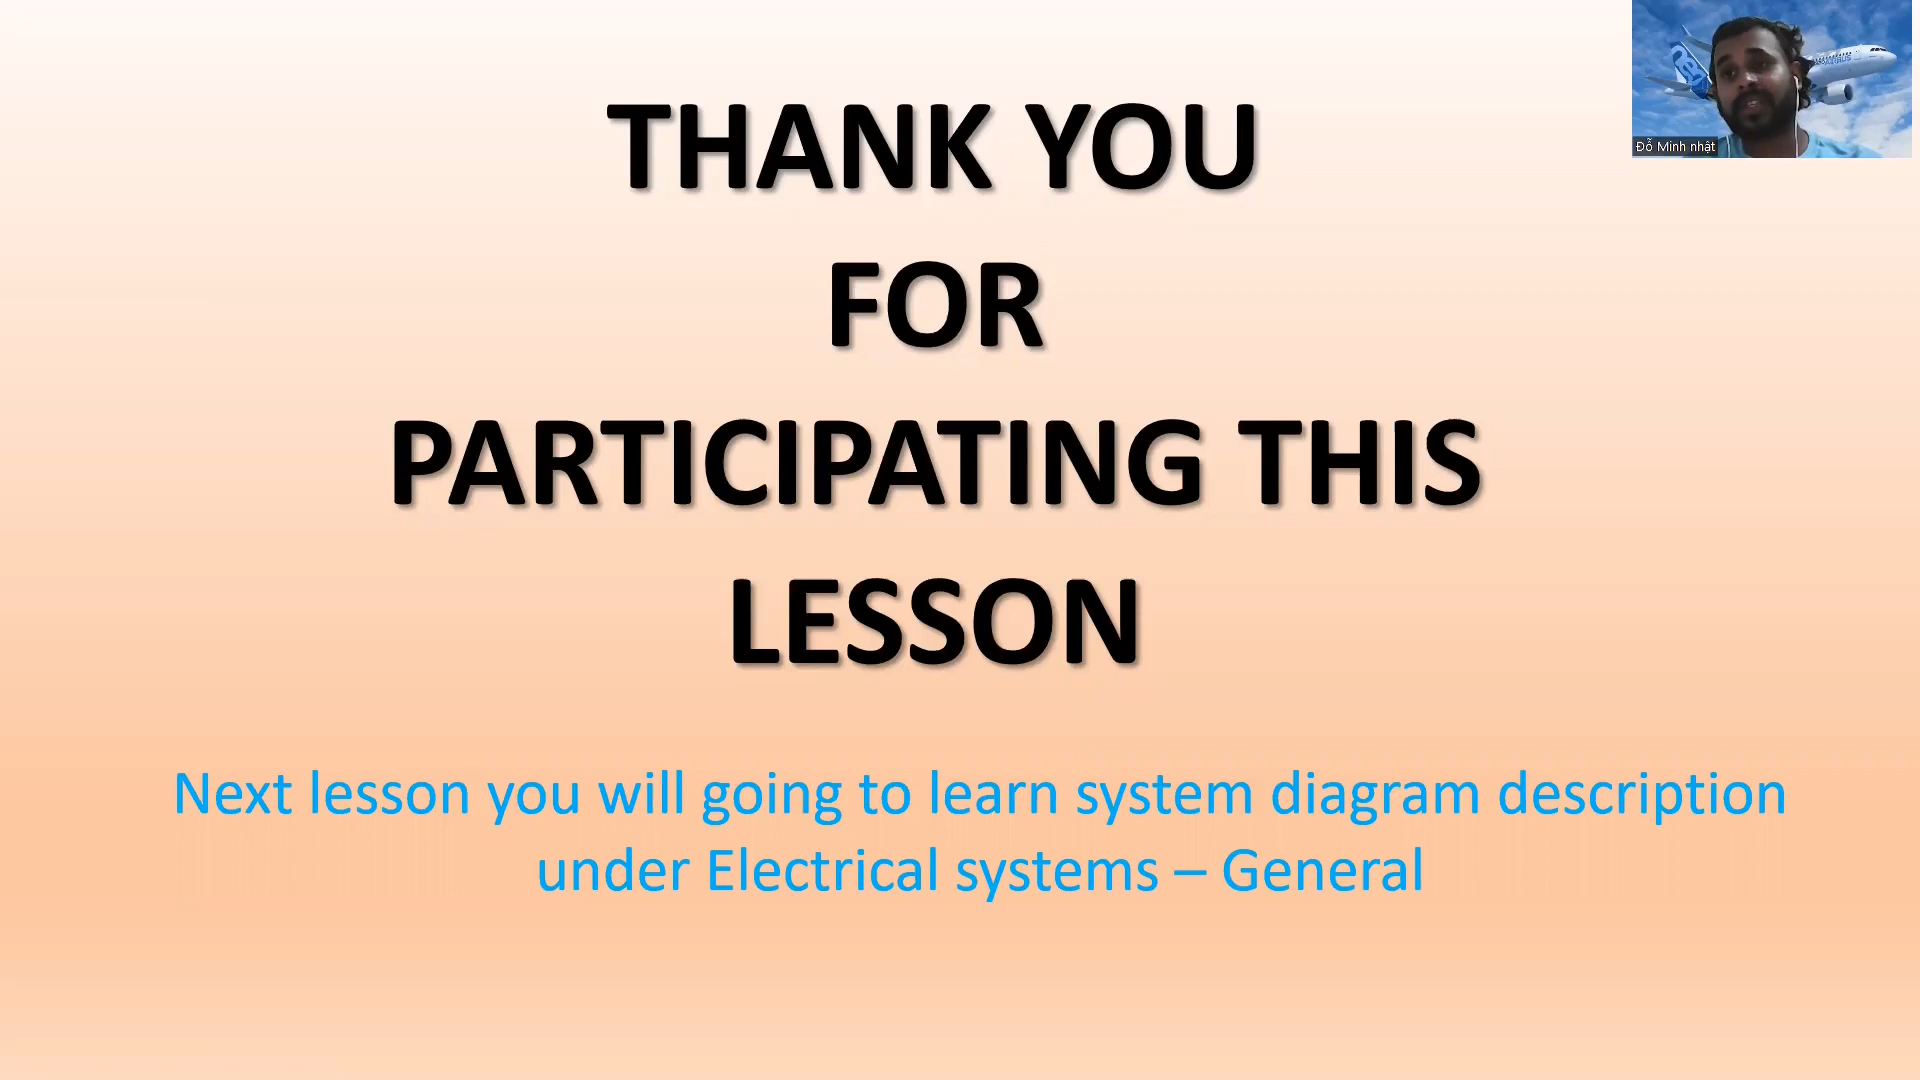 THANK YOU
FOR
PARTICIPATING THIS
LESSON
Next lesson you will going to learn system diagram description
under Electrical systems – General
Đỗ Minh nhật